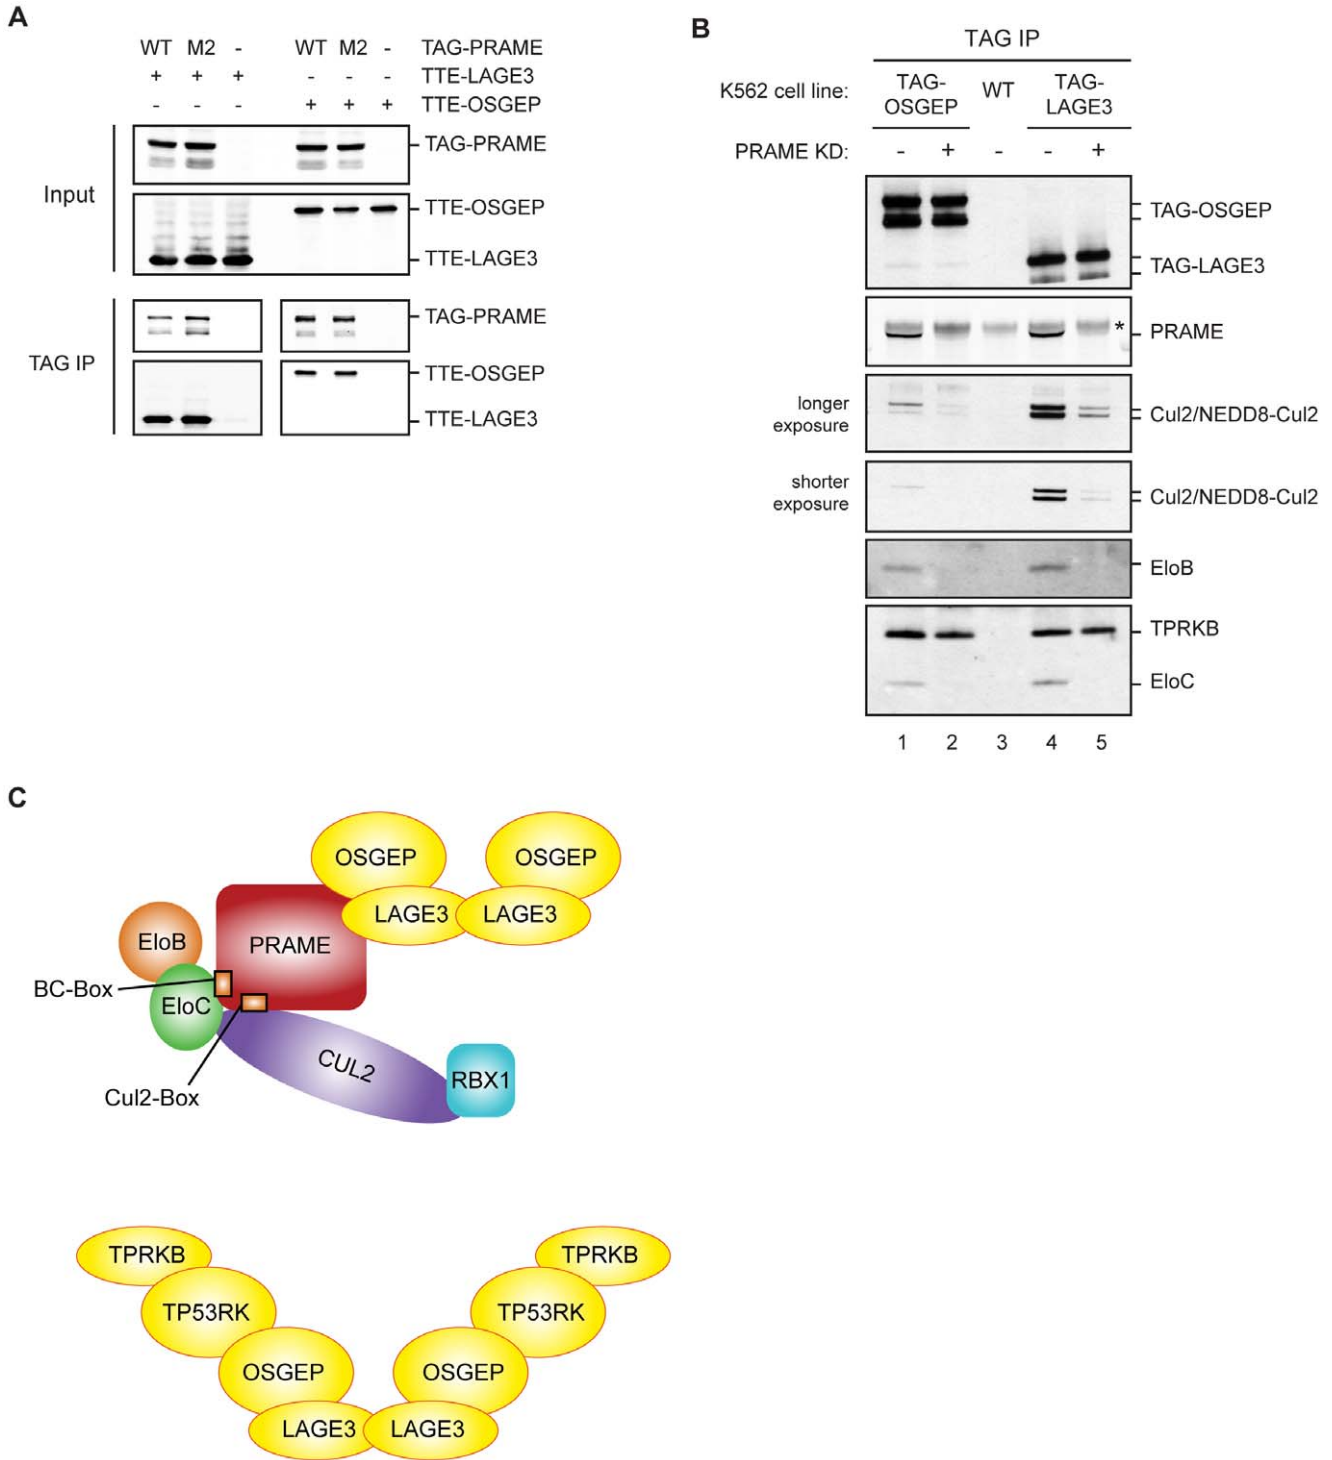 A
WT M2 - WT M2 - TAG-PRAME
+ + + - - - TTE-LAGE3
- - - + + + TTE-OSGEP
Input
TAG-PRAME
TTE-OSGEP
TTE-LAGE3
TAG IP
TAG-PRAME
TTE-OSGEP
TTE-LAGE3
B
TAG IP
K562 cell line:
TAG-
OSGEP
WT
TAG-
LAGE3
PRAME KD: - + - - +
TAG-OSGEP
TAG-LAGE3
* PRAME
longer
exposure
Cul2/NEDD8-Cul2
shorter
exposure
Cul2/NEDD8-Cul2
EloB
TPRKB
EloC
1 2 3 4 5
C
OSGEP OSGEP
LAGE3 LAGE3
EloB
PRAME
BC-Box
EloC
CUL2
RBX1
Cul2-Box
TPRKB TPRKB
TP53RK TP53RK
OSGEP OSGEP
LAGE3 LAGE3